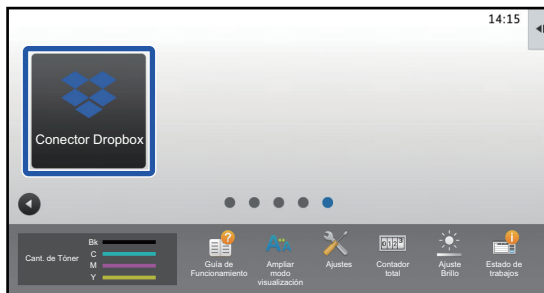 14:15
Conector Dropbox
Cant. de Tóner
Bk
C
M
Y
Guía de
Funcionamiento
Ampliar
modo
visualización
Ajustes
Contador
total
Ajuste
Brillo
Estado de
trabajos